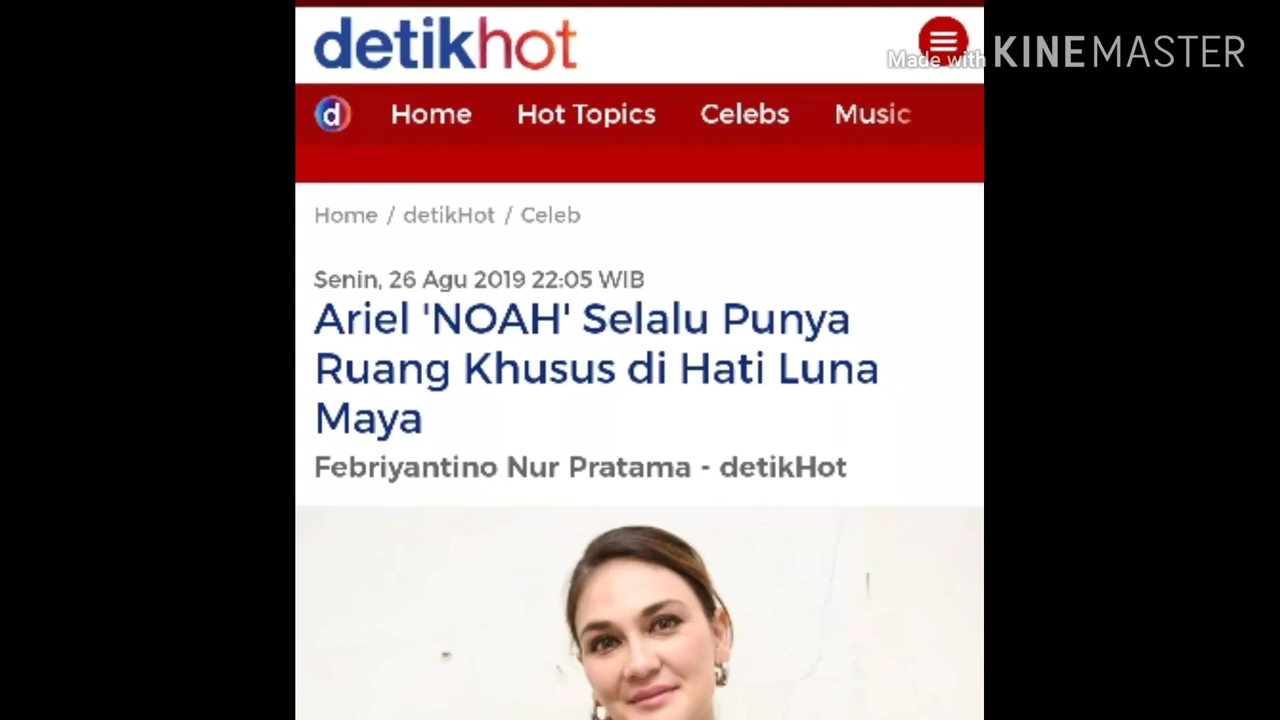 detikhot
Made with KINEMASTER
d Home Hot Topics Celebs Music
Home / detikHot / Celeb
Senin, 26 Agu 2019 22:05 WIB
Ariel 'NOAH' Selalu Punya
Ruang Khusus di Hati Luna
Maya
Febriyantino Nur Pratama - detikHot